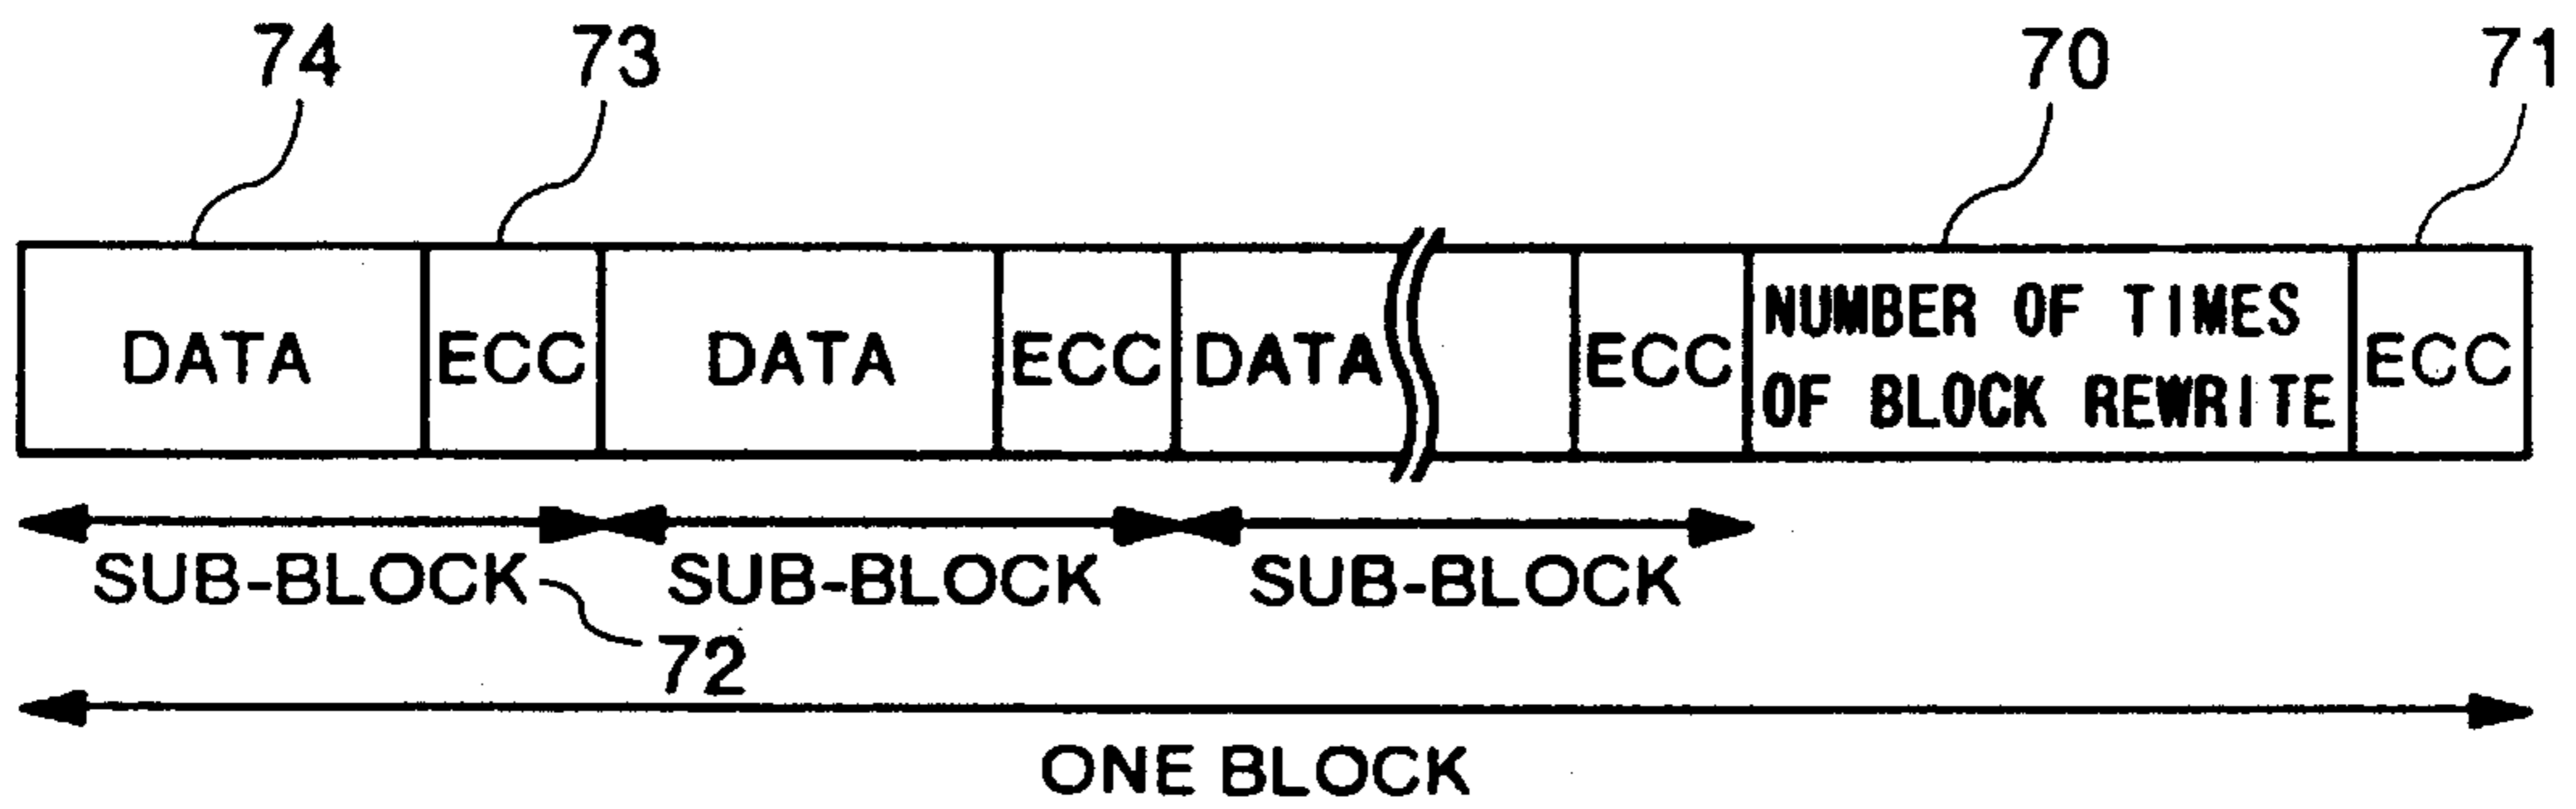 74 73 70 71
DATA ECC DATA ECC DATA ECC NUMBER OF TIMES OF BLOCK REWRITE ECC
SUB-BLOCK SUB-BLOCK SUB-BLOCK
72
ONE BLOCK